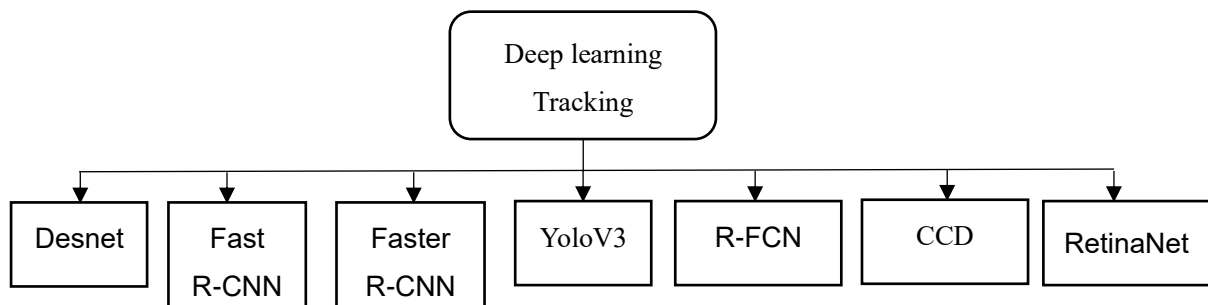 Deep learning
Tracking
Desnet
Fast
R-CNN
Faster
R-CNN
YoloV3
R-FCN
CCD
RetinaNet